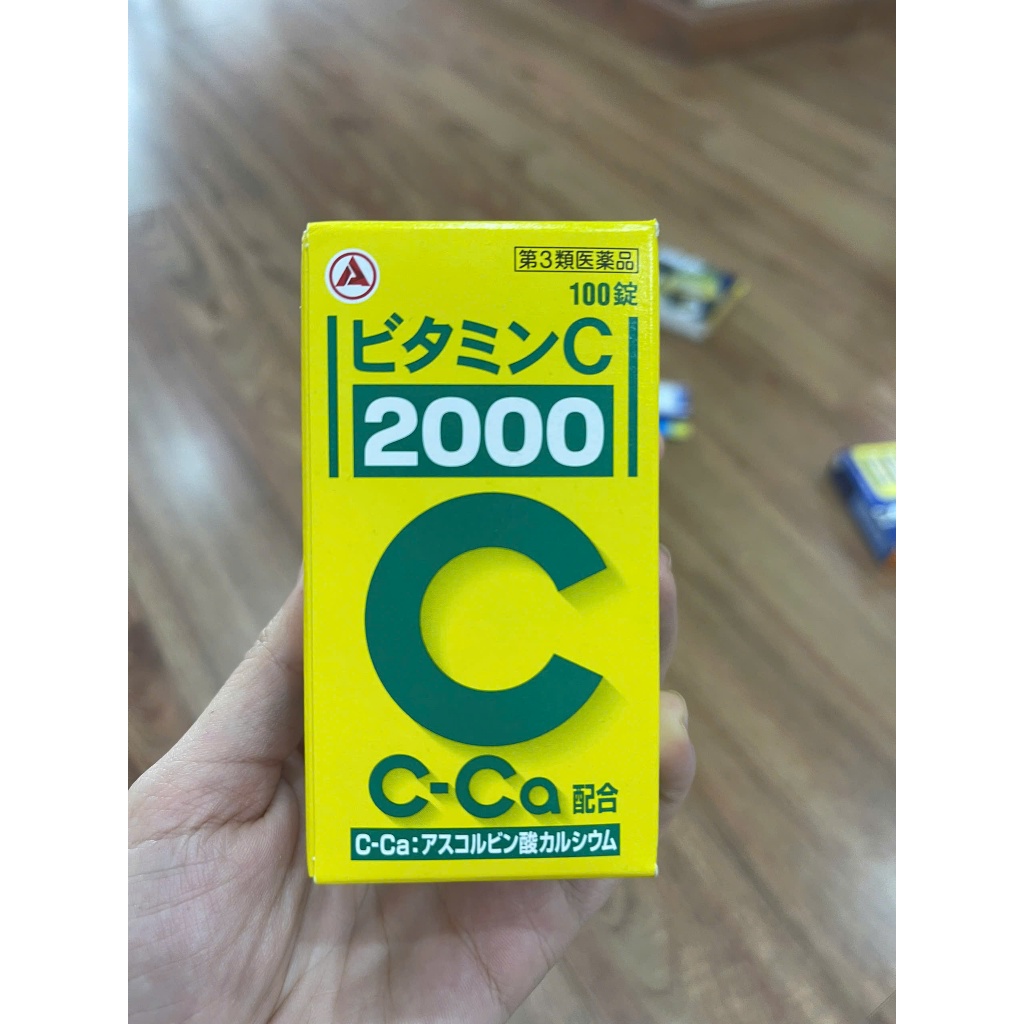 第3類医薬品
100錠
ビタミンC
2000
C
C-Ca 配合
C-Ca:アスコルビン酸カルシウム